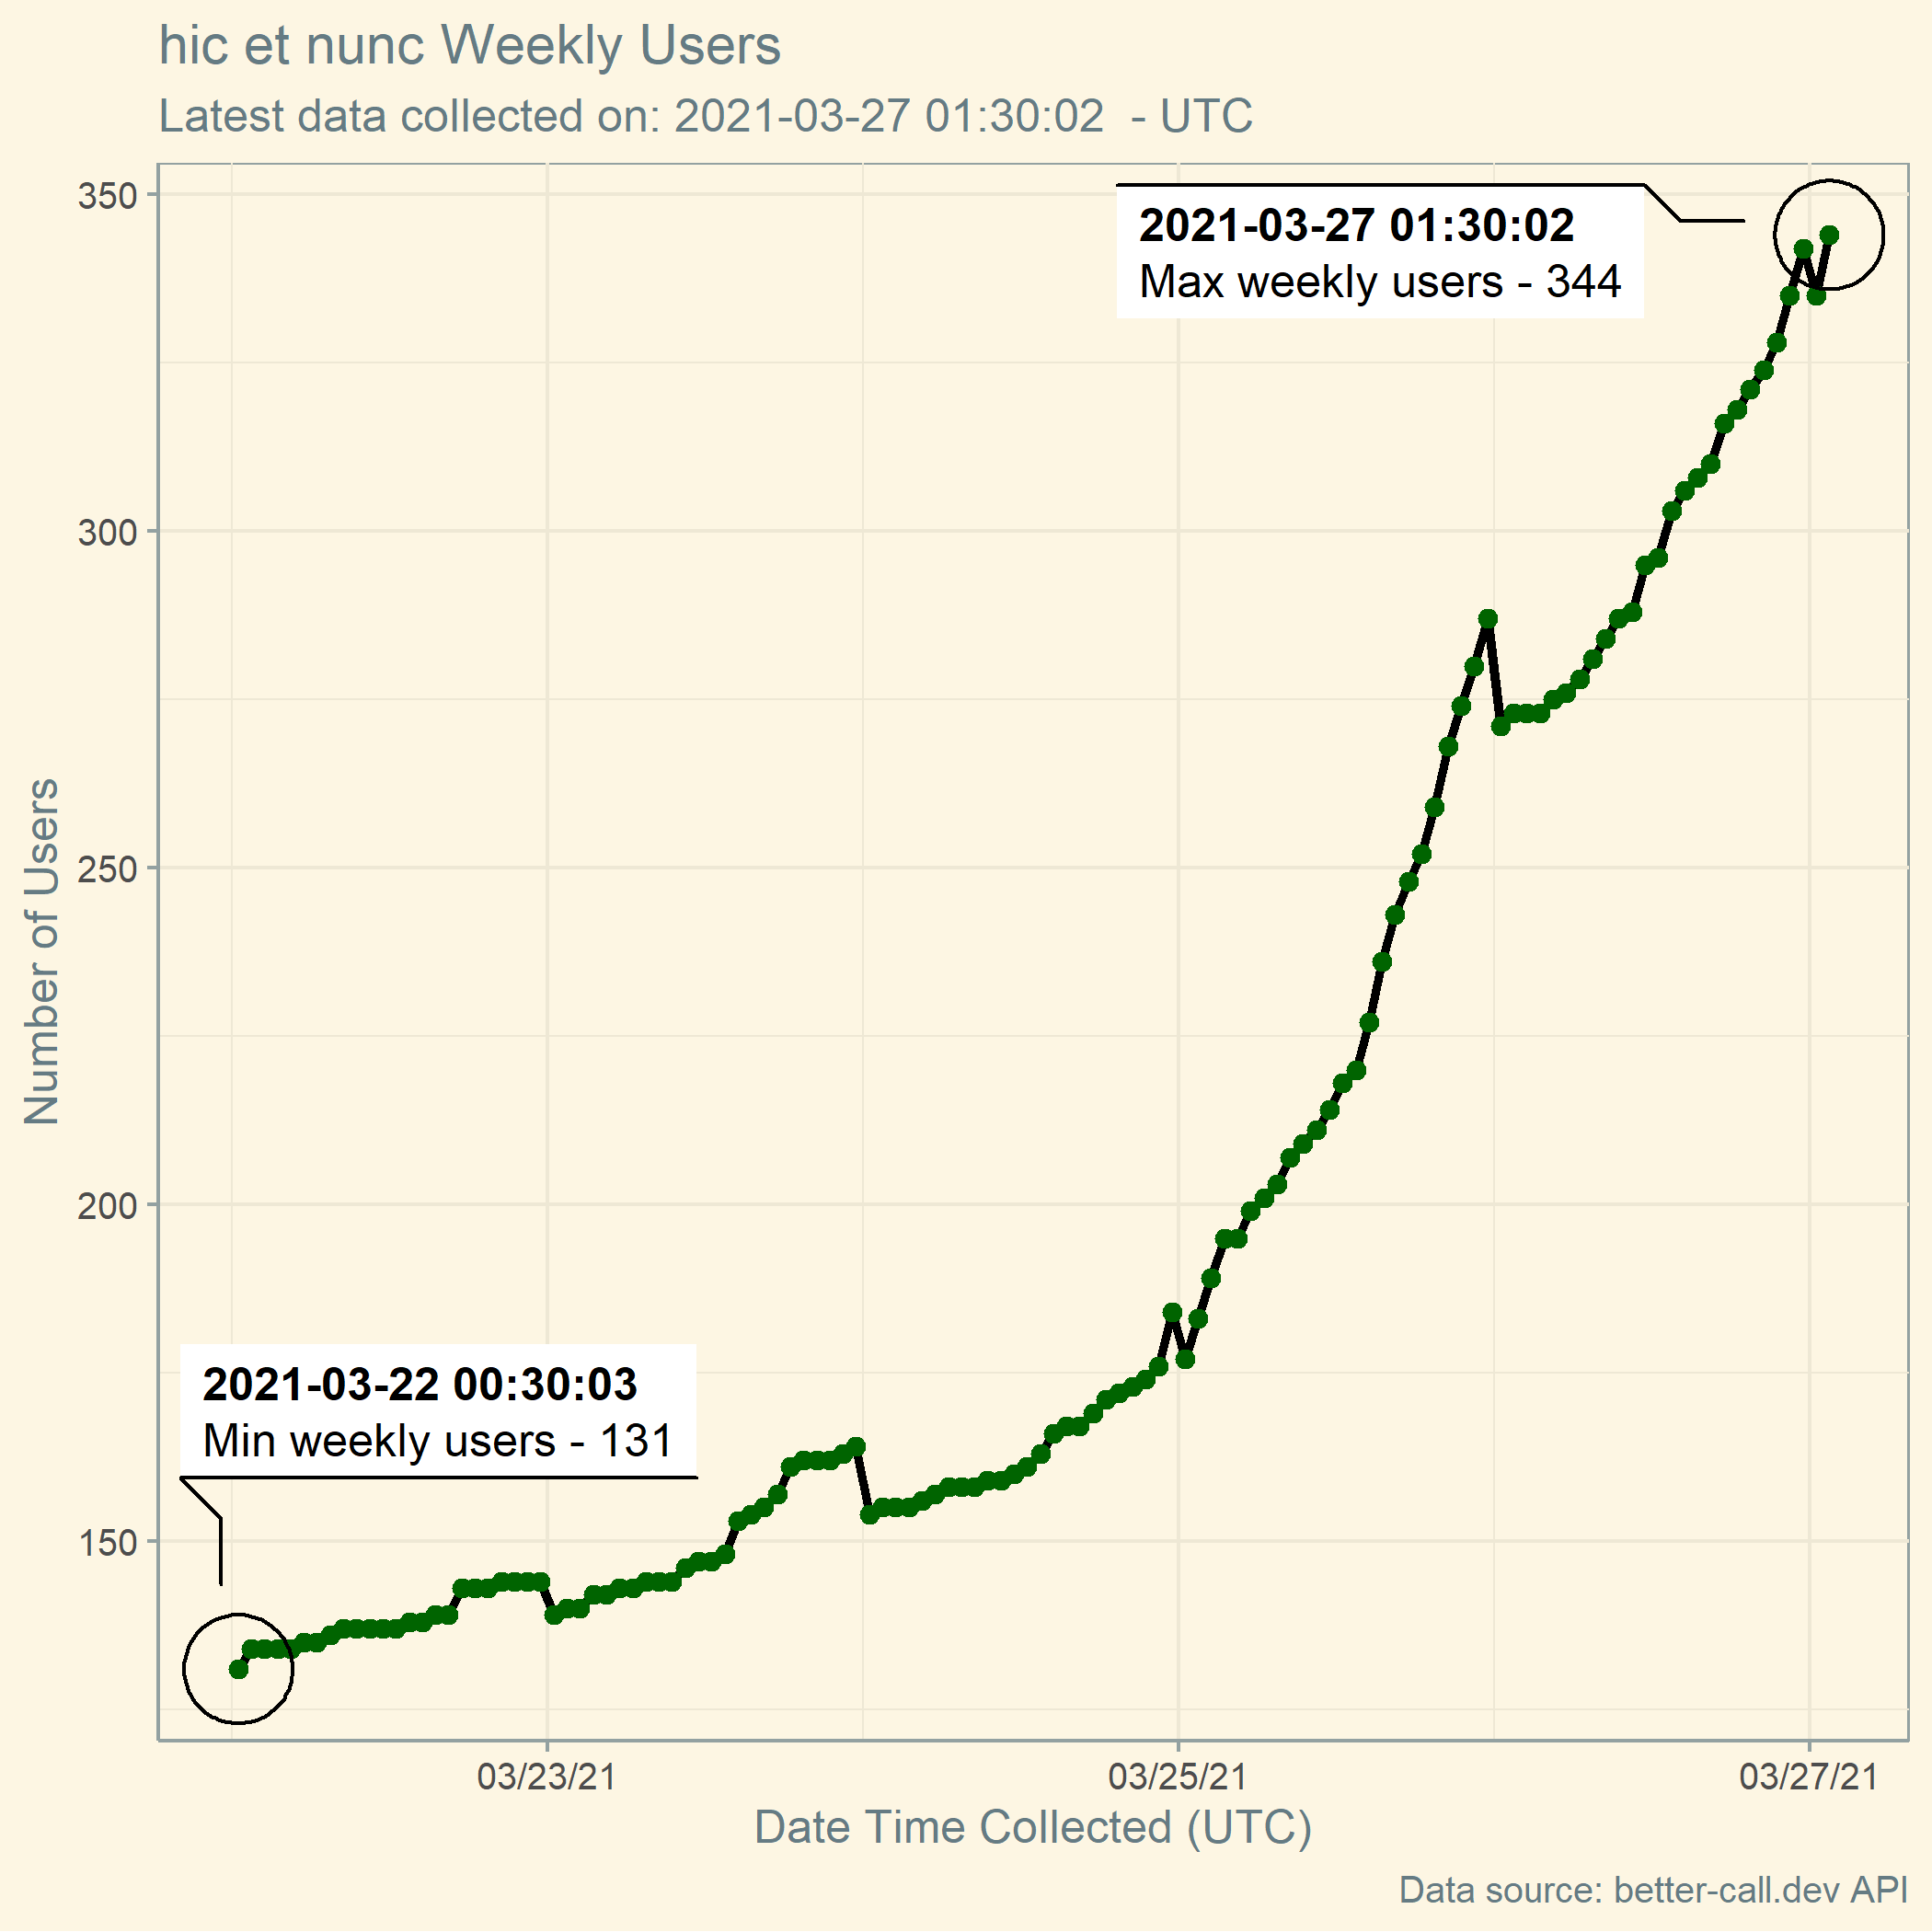 hic et nunc Weekly Users
Latest data collected on: 2021-03-27 01:30:02  - UTC
350
2021-03-27 01:30:02
Max weekly users - 344
300
250
Number of Users
200
2021-03-22 00:30:03
Min weekly users - 131
150
03/23/21 03/25/21 03/27/21
Date Time Collected (UTC)
Data source: better-call.dev API